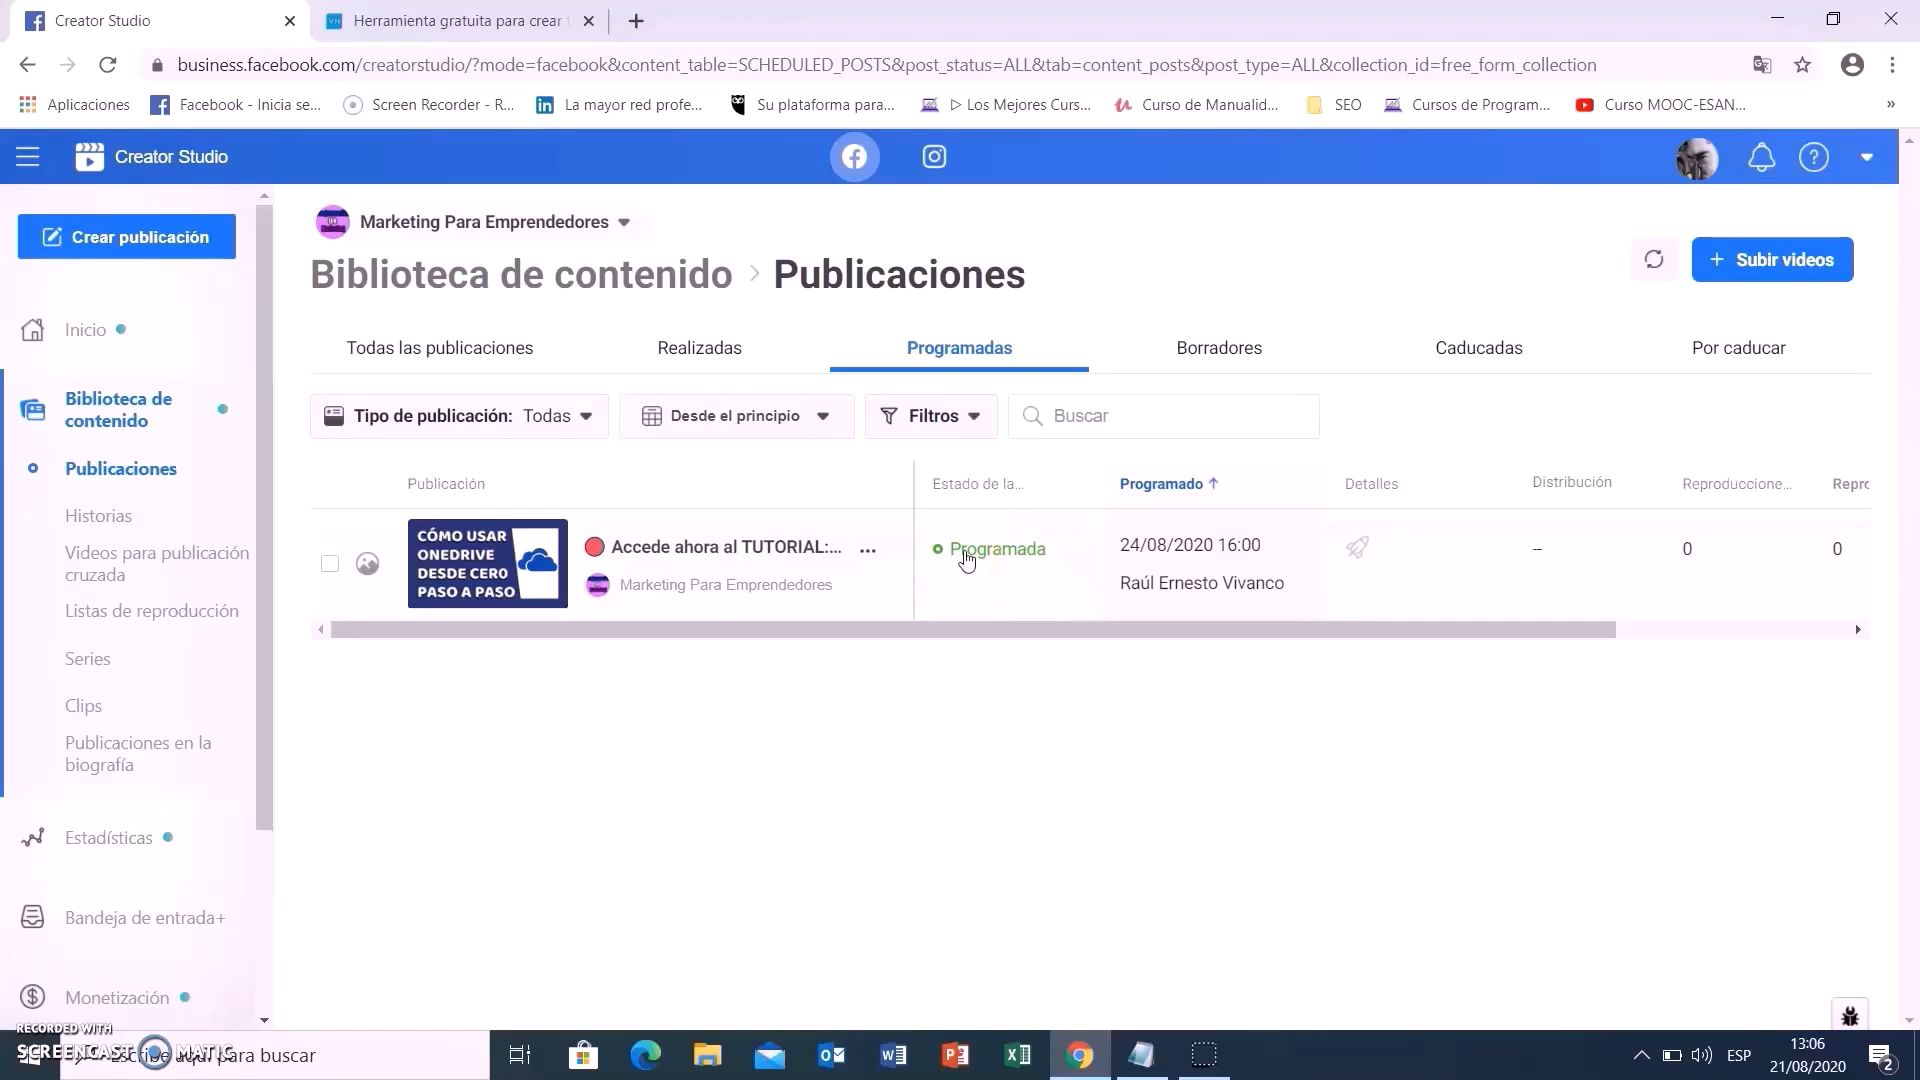 Creator Studio
Herramienta gratuita para crear
business.facebook.com/creatorstudio/?mode=facebook&content_table=SCHEDULED_POSTS&post_status=ALL&tab=content_posts&post_type=ALL&collection_id=free_form_collection
Aplicaciones
Facebook - Inicia se...
Screen Recorder - R...
La mayor red profe...
Su plataforma para...
▷ Los Mejores Curs...
Curso de Manualid...
SEO
Cursos de Program...
Curso MOOC-ESAN...
»
Creator Studio
Crear publicación
Marketing Para Emprendedores
Biblioteca de contenido > Publicaciones
+ Subir videos
Inicio
Biblioteca de
contenido
Publicaciones
Historias
Videos para publicación
cruzada
Listas de reproducción
Series
Clips
Publicaciones en la
biografía
Estadísticas
Bandeja de entrada+
Monetización
Todas las publicaciones
Realizadas
Programadas
Borradores
Caducadas
Por caducar
Tipo de publicación: Todas
Desde el principio
Filtros
Buscar
Publicación
Estado de la...
Programado ↑
Detalles
Distribución
Reproduccione...
Repro
CÓMO USAR
ONEDRIVE
DESDE CERO
PASO A PASO
Accede ahora al TUTORIAL:... ...
Marketing Para Emprendedores
Programada
24/08/2020 16:00
Raúl Ernesto Vivanco
--
0
0
RECORDED WITH
SCREENCAST MATIC
Escribe aquí para buscar
ESP
13:06
21/08/2020
2